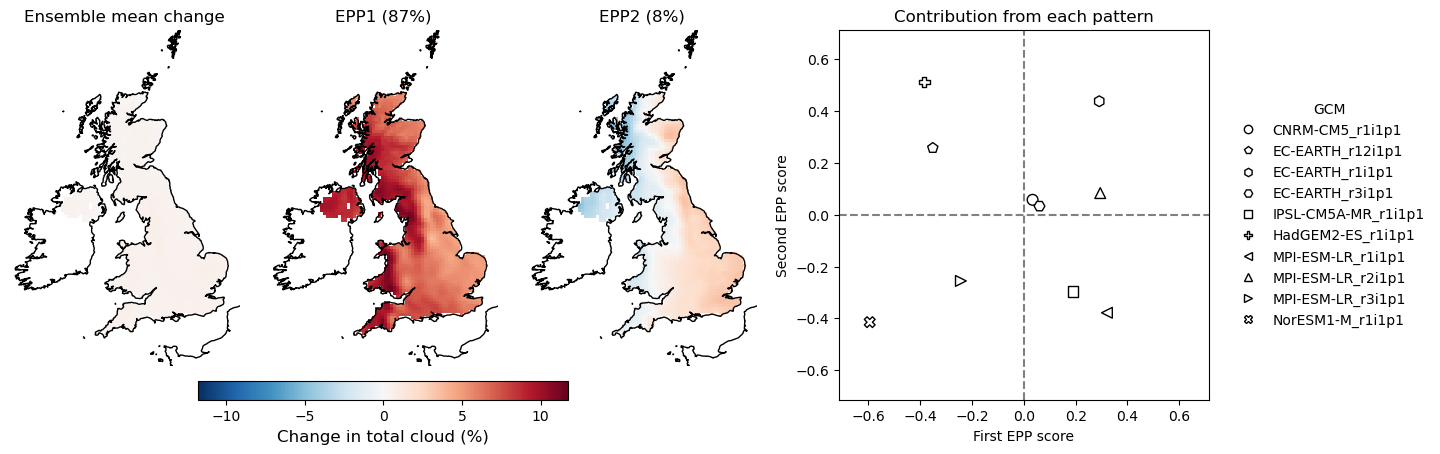 Ensemble mean change
EPP1 (87%)
EPP2 (8%)
Contribution from each pattern
−10
−5
0
5
10
Change in total cloud (%)
Second EPP score
0.6
0.4
0.2
0.0
−0.2
−0.4
−0.6
−0.6
−0.4
−0.2
0.0
0.2
0.4
0.6
First EPP score
GCM
CNRM-CM5_r1i1p1
EC-EARTH_r12i1p1
EC-EARTH_r1i1p1
EC-EARTH_r3i1p1
IPSL-CM5A-MR_r1i1p1
HadGEM2-ES_r1i1p1
MPI-ESM-LR_r1i1p1
MPI-ESM-LR_r2i1p1
MPI-ESM-LR_r3i1p1
NorESM1-M_r1i1p1